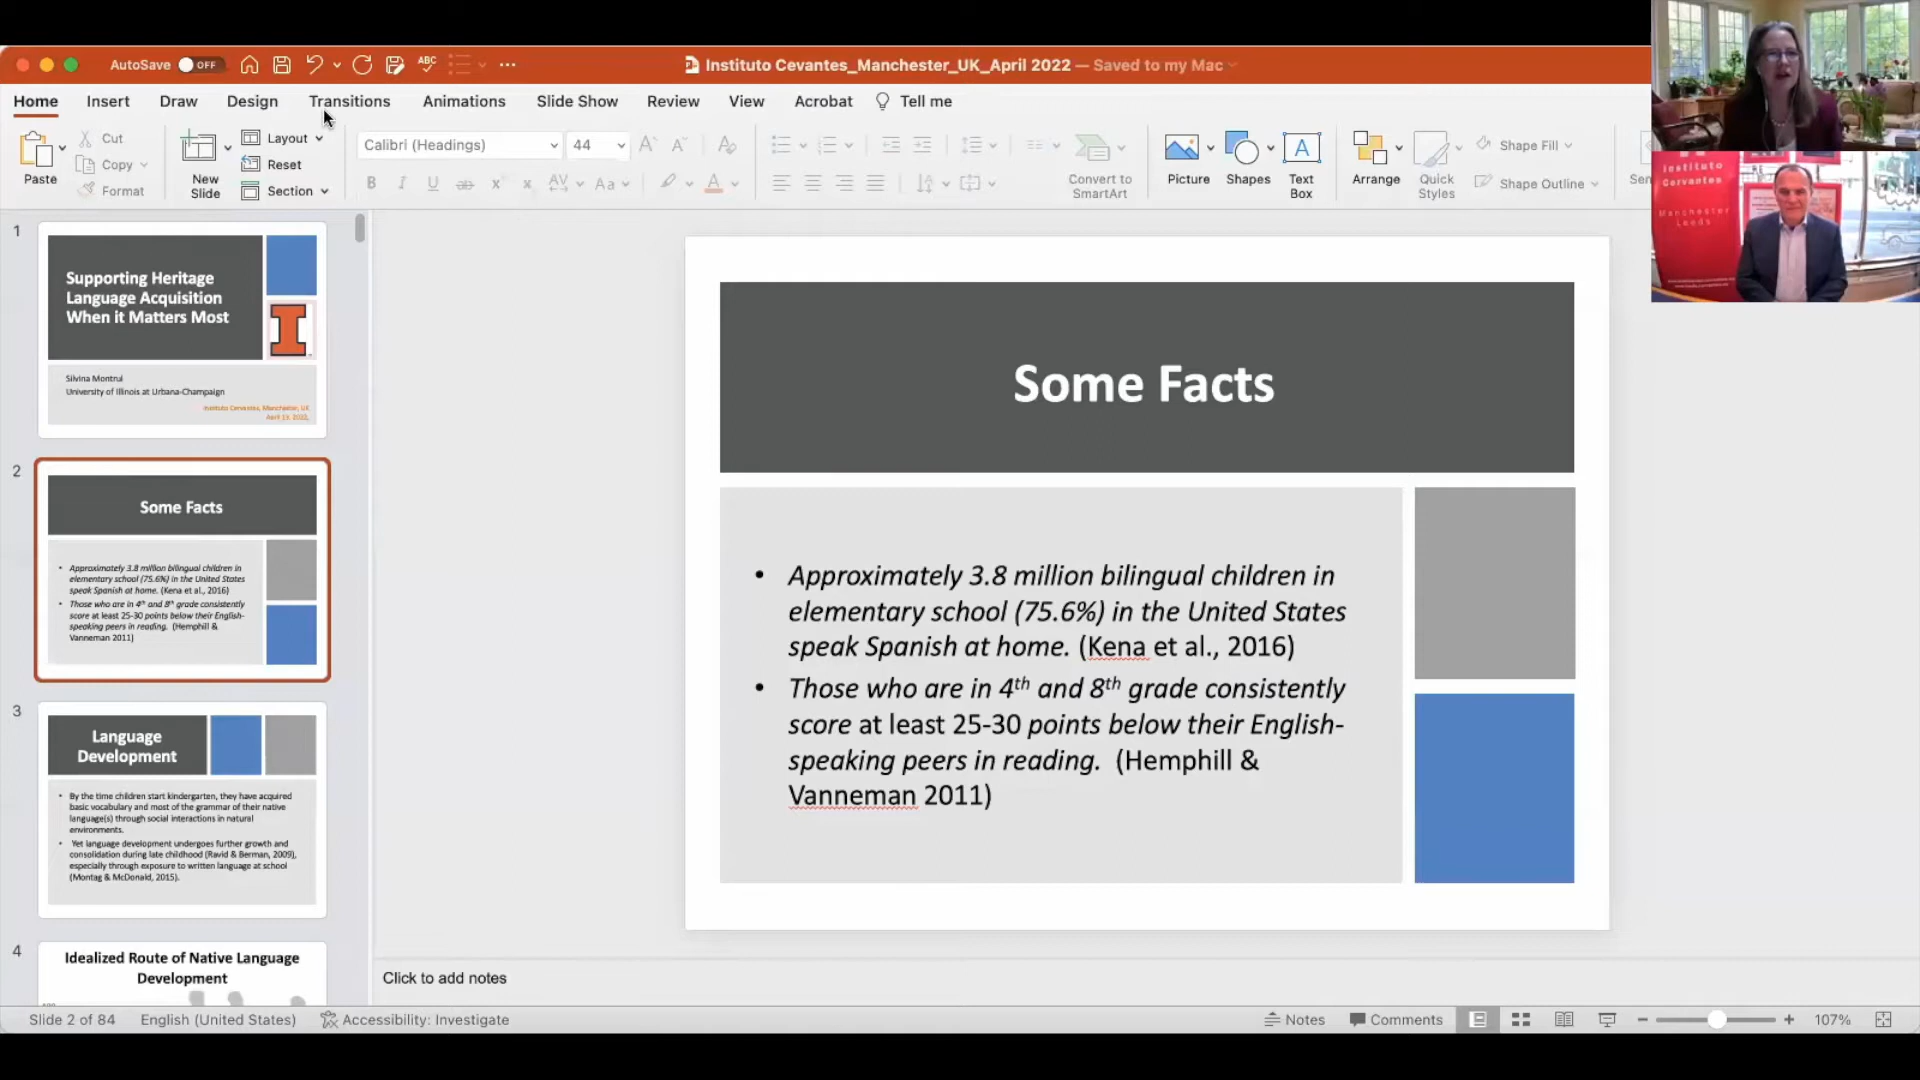 AutoSave OFF
ABC
Instituto Cevantes_Manchester_UK_April 2022 — Saved to my Mac
Home Insert Draw Design Transitions Animations Slide Show Review View Acrobat Tell me
Paste
Cut
Copy
Format
New
Slide
Layout
Reset
Section
Calibri (Headings) 44
Convert to
SmartArt
Picture
Shapes
Text
Box
Arrange
Quick
Styles
Shape Fill
Shape Outline
Instituto
Cervantes
Manchester
Leeds
1
Supporting Heritage
Language Acquisition
When it Matters Most
Silvina Montrul
University of Illinois at Urbana-Champaign
Instituto Cervantes, Manchester, UK
2
Some Facts
• Approximately 3.8 million bilingual children in
elementary school (75.6%) in the United States
speak Spanish at home. (Kena et al., 2016)
• Those who are in 4th and 8th grade consistently
score at least 25-30 points below their English-
speaking peers in reading. (Hemphill &
Vanneman 2011)
3
Language
Development
• By the time children start kindergarten, they have acquired
basic vocabulary and most of the grammar of their native
language(s) through social interactions in natural
environments.
• Yet language development undergoes further growth and
consolidation during late childhood (Ravid & Berman, 2009),
especially through exposure to written language at school
(Montag & McDonald, 2015).
4
Idealized Route of Native Language
Development
Some Facts
• Approximately 3.8 million bilingual children in
elementary school (75.6%) in the United States
speak Spanish at home. (Kena et al., 2016)
• Those who are in 4th and 8th grade consistently
score at least 25-30 points below their English-
speaking peers in reading. (Hemphill &
Vanneman 2011)
Click to add notes
Slide 2 of 84 English (United States) Accessibility: Investigate Notes Comments 107%